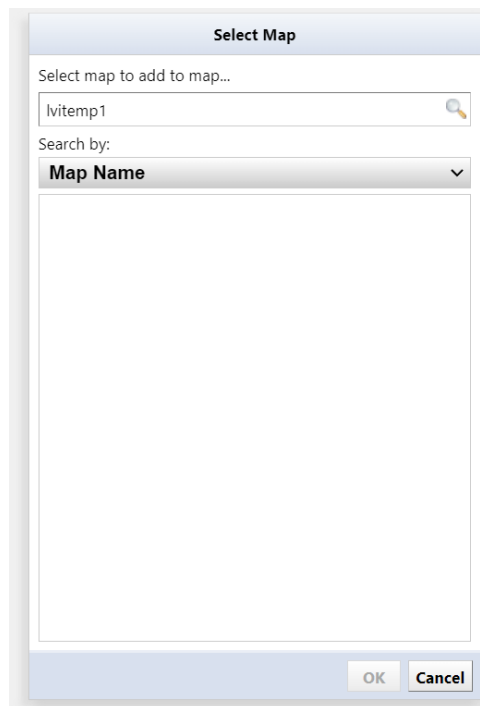 Select Map
Select map to add to map...
lvitemp1
Search by:
Map Name
OK Cancel